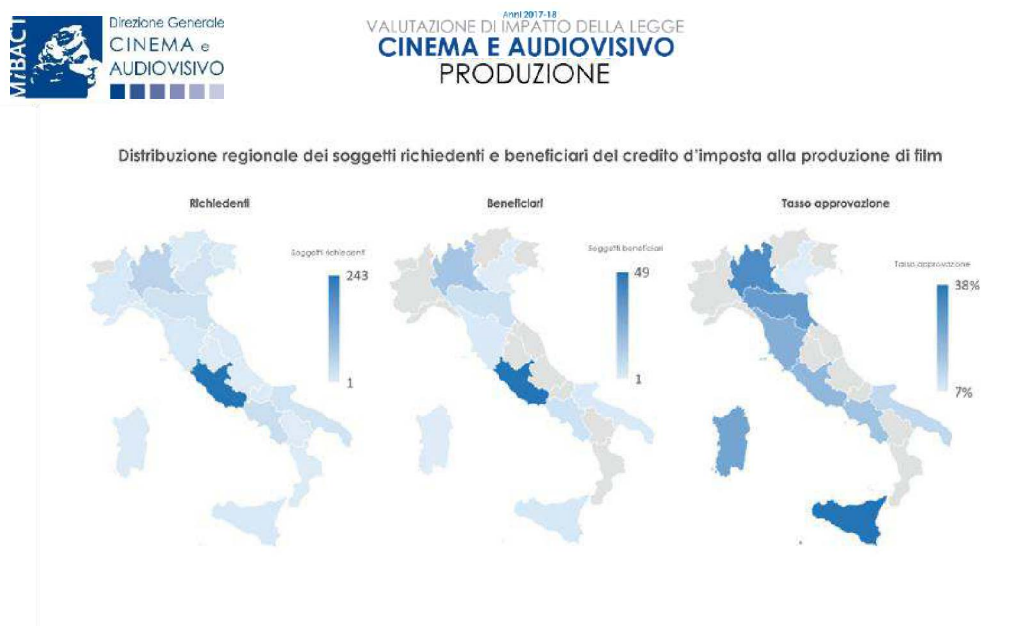 MiBACT
Direzione Generale
CINEMA e
AUDIOVISIVO
Anni 2017-18
VALUTAZIONE DI IMPATTO DELLA LEGGE
CINEMA E AUDIOVISIVO
PRODUZIONE
Distribuzione regionale dei soggetti richiedenti e beneficiari del credito d'imposta alla produzione di film
Richiedenti
Soggetti richiedenti
243
1
Beneficiari
Soggetti beneficiari
49
1
Tasso approvazione
Tasso approvazione
38%
7%